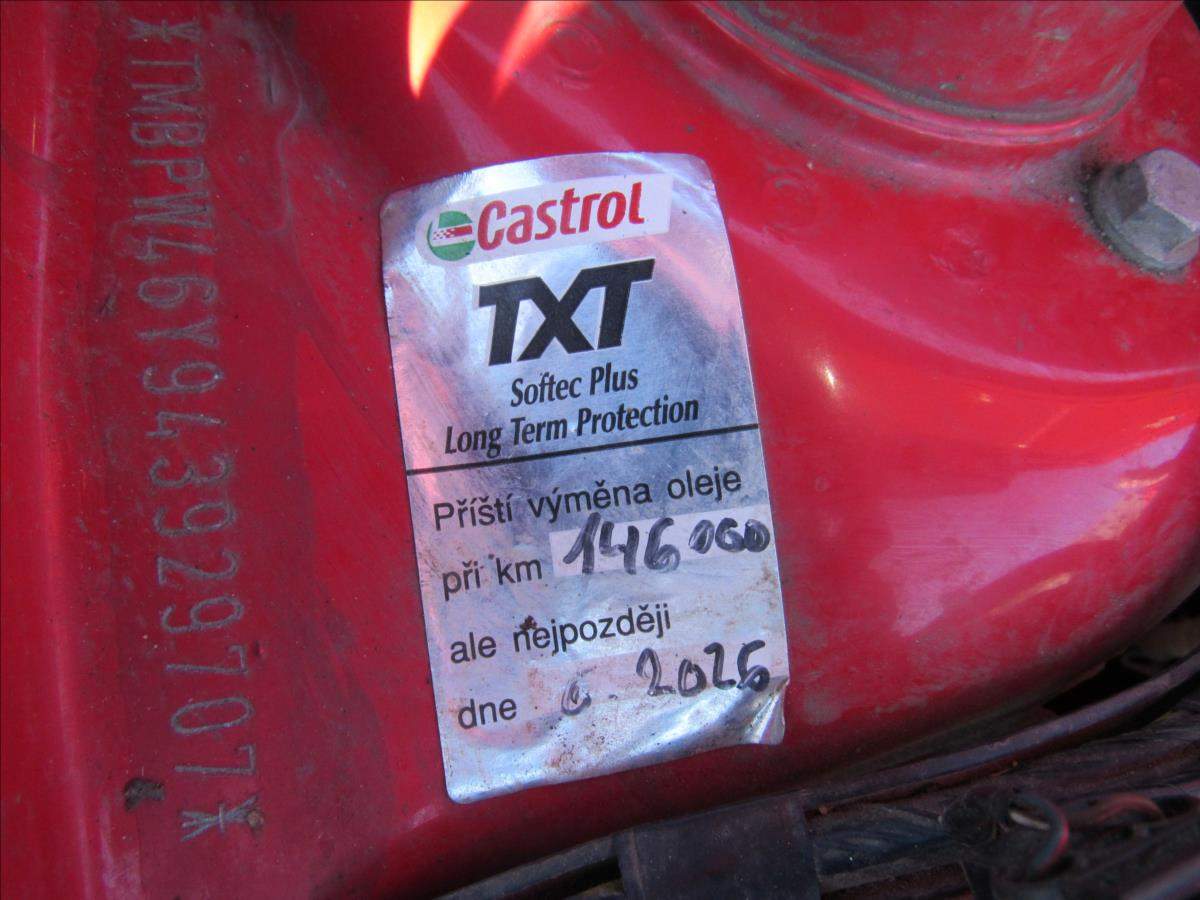 *TMBPW46Y943929707*
Castrol
TXT
Softec Plus
Long Term Protection
Příští výměna oleje
při km 146 000
ale nejpozději
dne 6. 2026